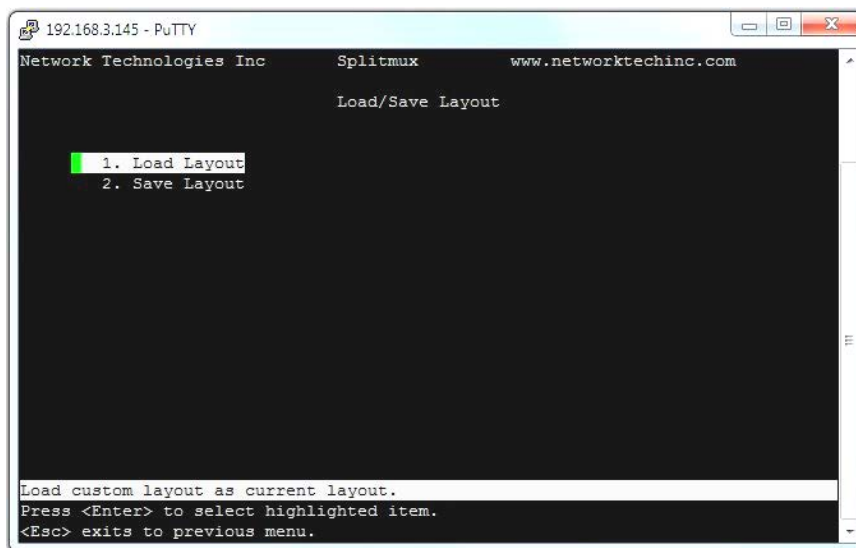 192.168.3.145 - PuTTY
Network Technologies Inc Splitmux www.networktechinc.com
Load/Save Layout
1. Load Layout
2. Save Layout
Load custom layout as current layout.
Press <Enter> to select highlighted item.
<Esc> exits to previous menu.